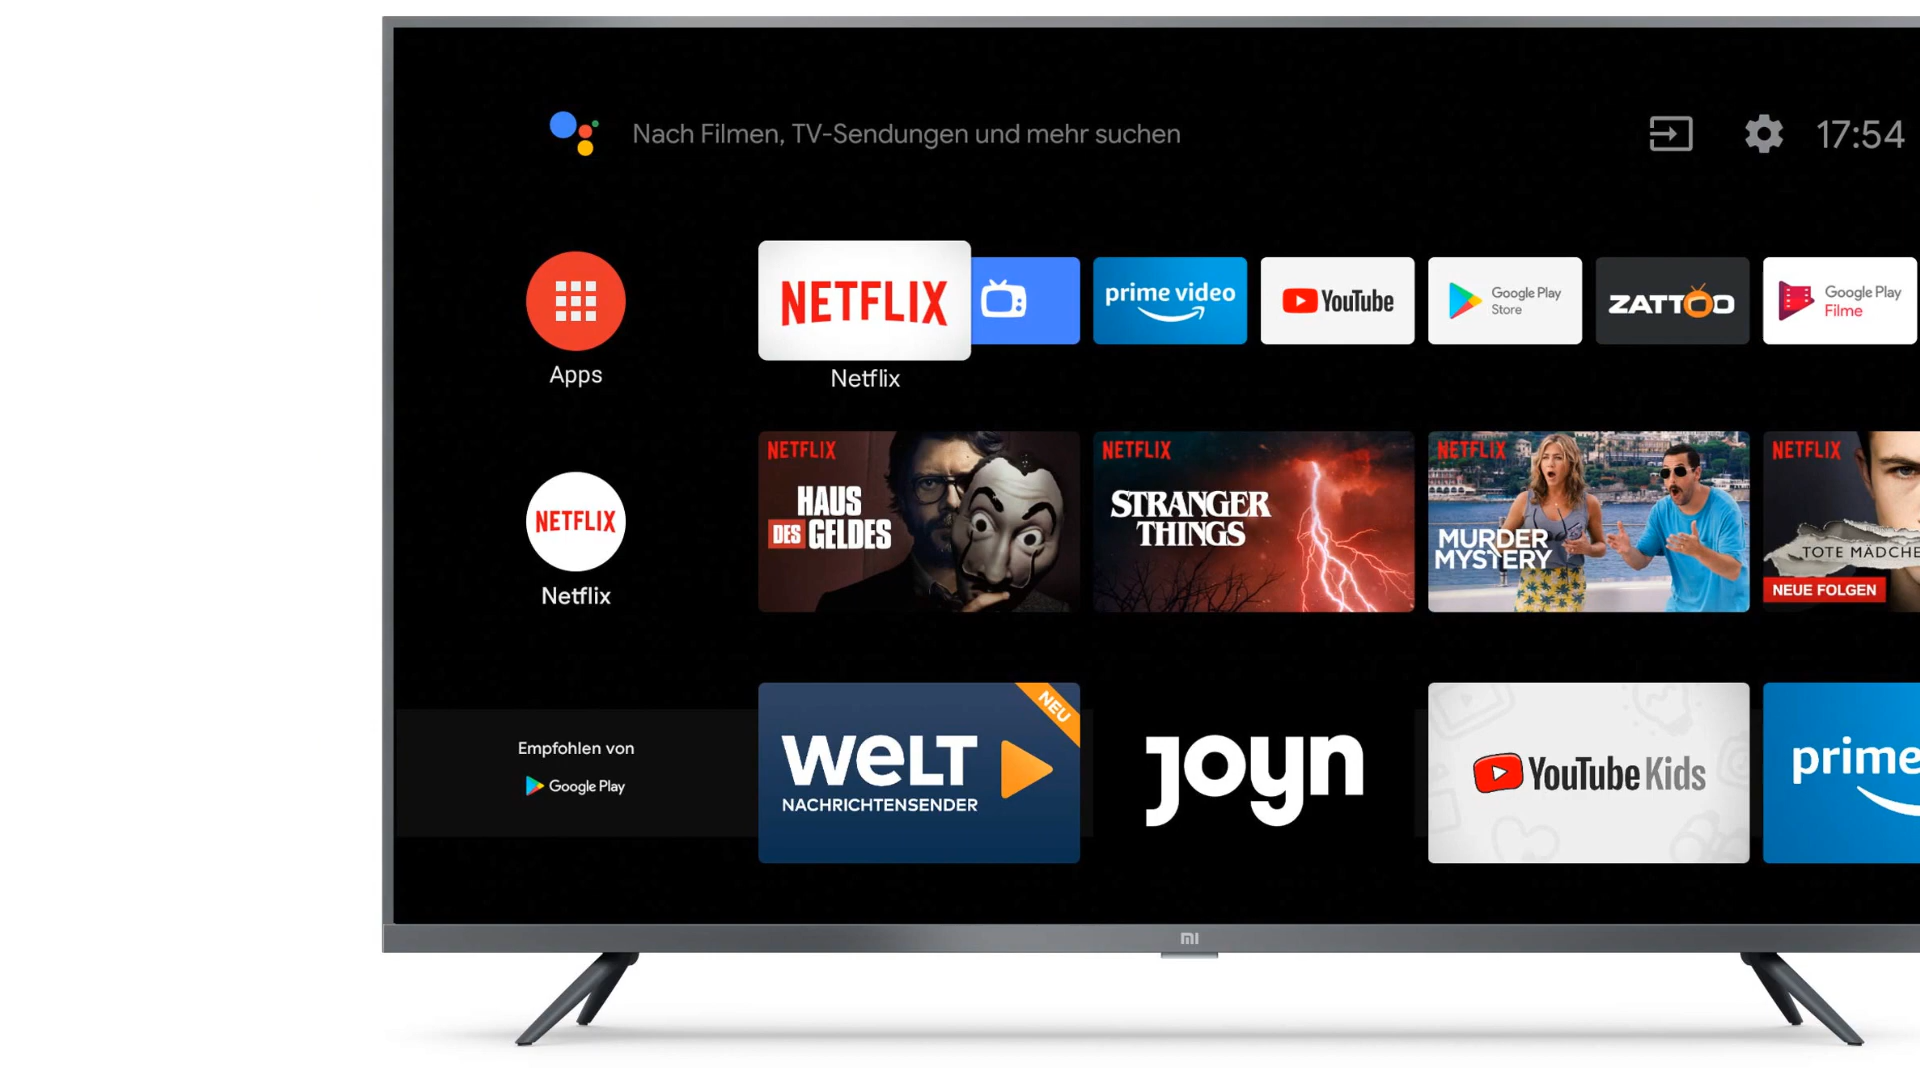 Nach Filmen, TV-Sendungen und mehr suchen
17:54
NETFLIX
prime video
YouTube
Google Play
Store
ZATTOO
Google Play
Filme
Apps
Netflix
NETFLIX
HAUS
DES GELDES
NETFLIX
STRANGER
THINGS
NETFLIX
MURDER
MYSTERY
NETFLIX
TOTE MÄDCHE
NEUE FOLGEN
NETFLIX
Netflix
Empfohlen von
Google Play
NEU
WELT
NACHRICHTENSENDER
JOYN
YouTube Kids
prime
mi